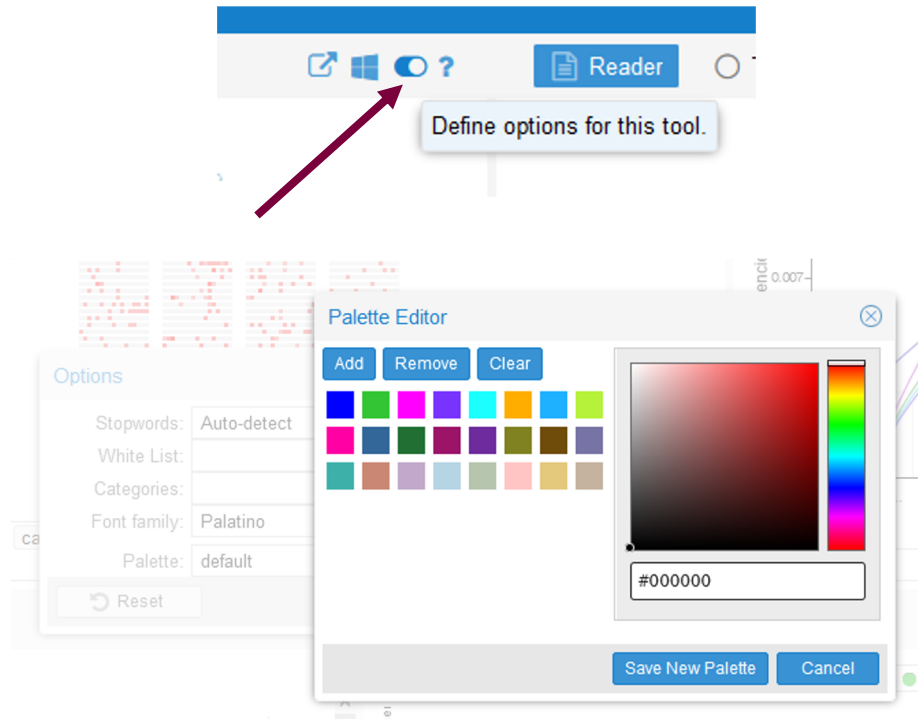 ?
Reader
Define options for this tool.
0.007
Palette Editor
Add
Remove
Clear
Options
Stopwords: Auto-detect
White List:
Categories:
Font family: Palatino
Palette: default
Reset
#000000
Save New Palette
Cancel